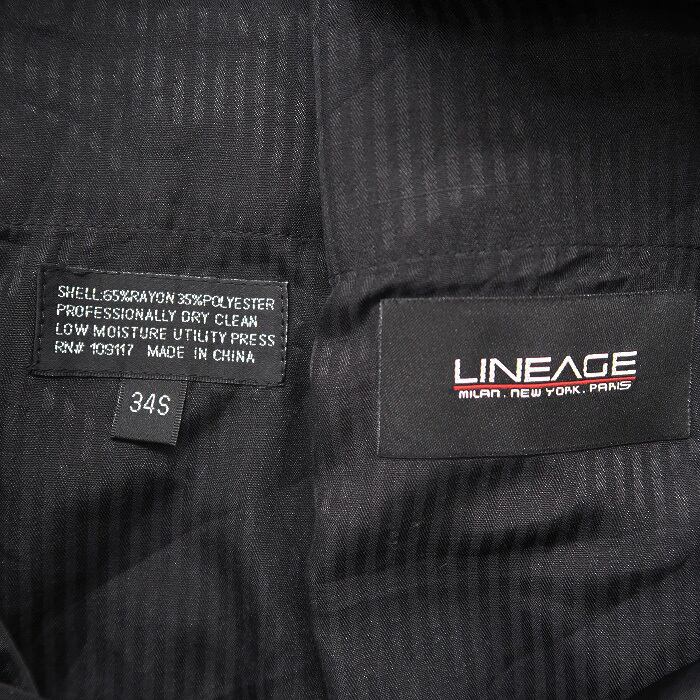 SHELL:65%RAYON 35%POLYESTER
PROFESSIONALLY DRY CLEAN
LOW MOISTURE UTILITY PRESS
RN# 109117 MADE IN CHINA
34S
LINEAGE
MILAN . NEW YORK . PARIS